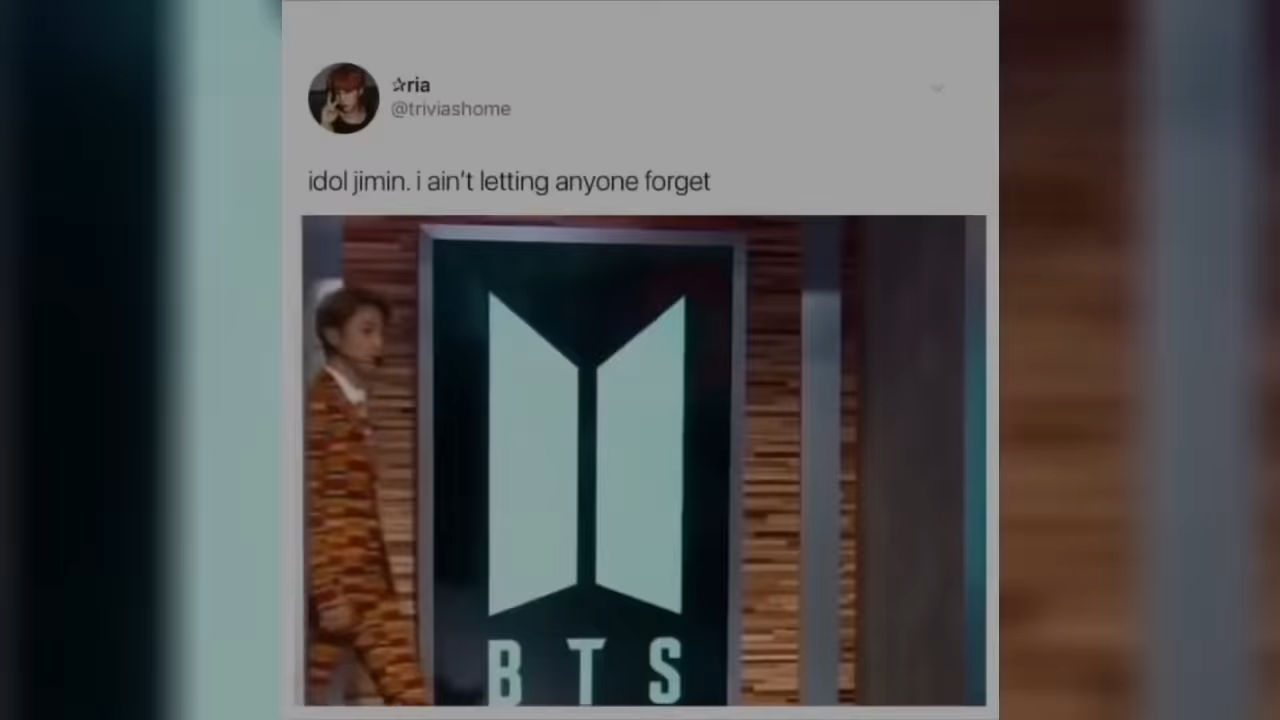 ☆ria
@triviashome
idol jimin. i ain't letting anyone forget
BTS